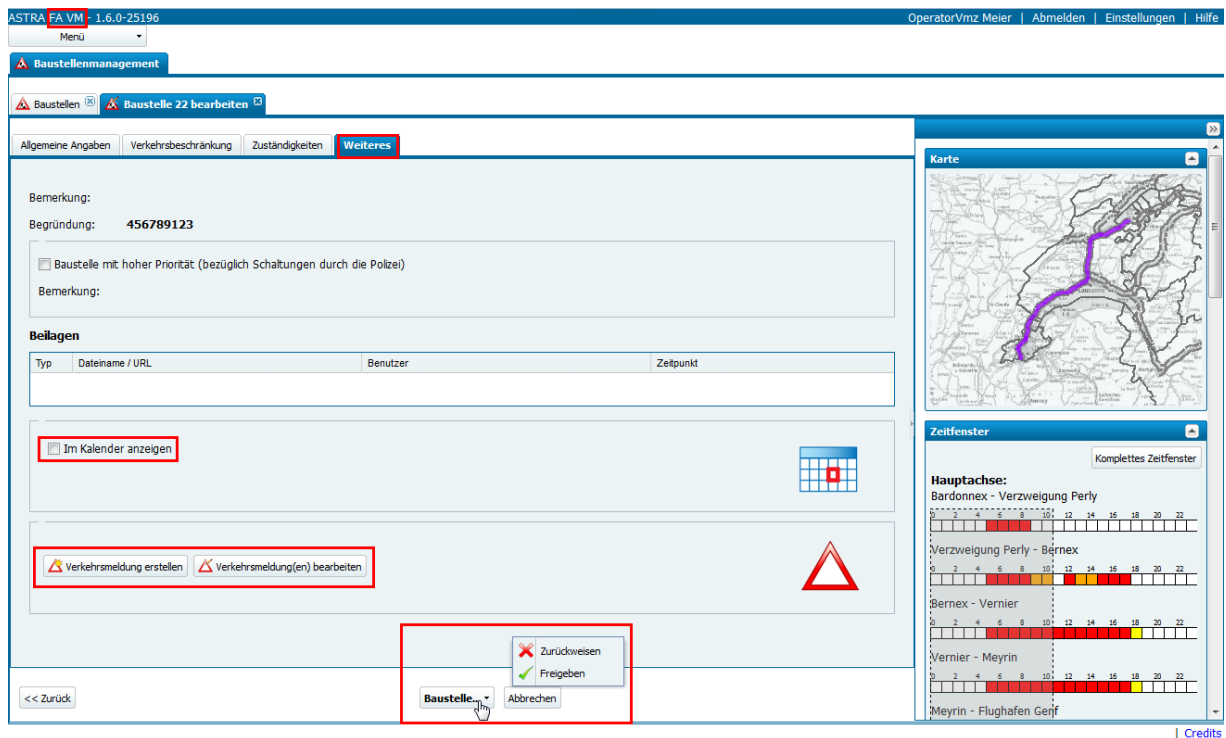 ASTRA FA VM - 1.6.0-25196
OperatorVmz Meier | Abmelden | Einstellungen | Hilfe
Menü
Baustellenmanagement
Baustellen
Baustelle 22 bearbeiten
Allgemeine Angaben
Verkehrsbeschränkung
Zuständigkeiten
Weiteres
Bemerkung:
Begründung: 456789123
Baustelle mit hoher Priorität (bezüglich Schaltungen durch die Polizei)
Bemerkung:
Beilagen
Typ Dateiname / URL Benutzer Zeitpunkt
Im Kalender anzeigen
Verkehrsmeldung erstellen
Verkehrsmeldung(en) bearbeiten
Zurückweisen
Freigeben
<< Zurück
Baustelle...
Abbrechen
Karte
Lausanne
Annecy
Zeitfenster
Komplettes Zeitfenster
Hauptachse:
Bardonnex - Verzweigung Perly
0 2 4 6 8 10 12 14 16 18 20 22
Verzweigung Perly - Bernex
0 2 4 6 8 10 12 14 16 18 20 22
Bernex - Vernier
0 2 4 6 8 10 12 14 16 18 20 22
Vernier - Meyrin
0 2 4 6 8 10 12 14 16 18 20 22
Meyrin - Flughafen Genf
| Credits